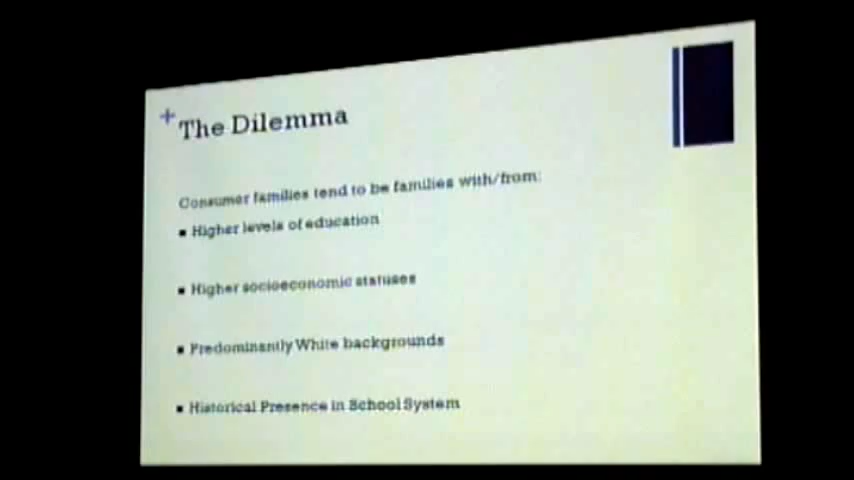 + The Dilemma
Consumer families tend to be families with/from:
▪ Higher levels of education
▪ Higher socioeconomic statuses
▪ Predominantly White backgrounds
▪ Historical Presence in School System